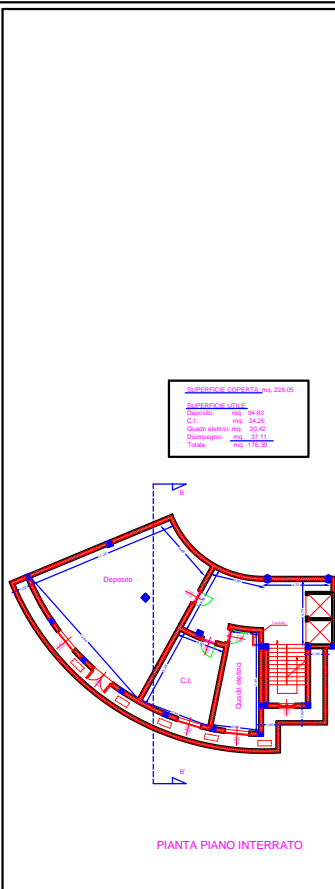 SUPERFICIE COPERTA: mq. 228.05
SUPERFICIE UTILE
Deposito: mq. 94.60
C.I.: mq. 24.26
Quadri elettrici: mq. 20.42
Disimpegno: mq. 37.11
Totale mq. 176.39
B
Deposito
C.I.
Quadri elettrici
B'
PIANTA PIANO INTERRATO